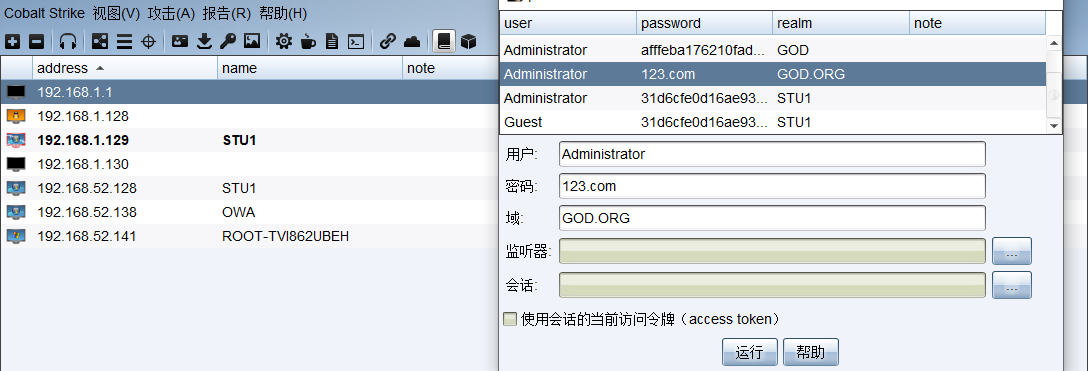 Cobalt Strike 视图(V) 攻击(A) 报告(R) 帮助(H)
address name note
192.168.1.1
192.168.1.128
192.168.1.129 STU1
192.168.1.130
192.168.52.128 STU1
192.168.52.138 OWA
192.168.52.141 ROOT-TVI862UBEH
user password realm note
Administrator afffeba176210fad... GOD
Administrator 123.com GOD.ORG
Administrator 31d6cfe0d16ae93... STU1
Guest 31d6cfe0d16ae93... STU1
用户: Administrator
密码: 123.com
域: GOD.ORG
监听器: ...
会话: ...
使用会话的当前访问令牌（access token）
运行 帮助